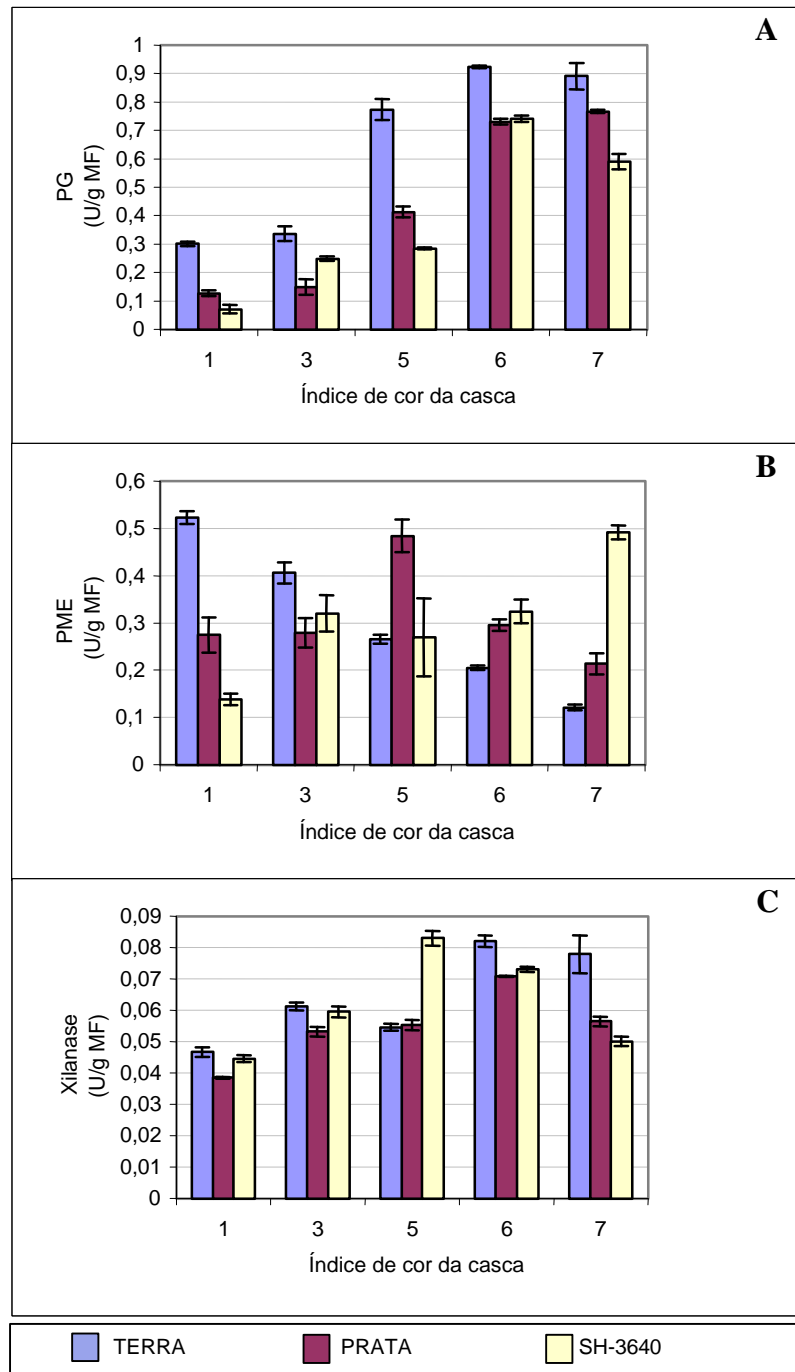 A
1
0,9
0,8
0,7
0,6
0,5
0,4
0,3
0,2
0,1
0
PG
(U/g MF)
1 3 5 6 7
Índice de cor da casca
B
0,6
0,5
0,4
0,3
0,2
0,1
0
PME
(U/g MF)
1 3 5 6 7
Índice de cor da casca
C
0,09
0,08
0,07
0,06
0,05
0,04
0,03
0,02
0,01
0
Xilanase
(U/g MF)
1 3 5 6 7
Índice de cor da casca
TERRA PRATA SH-3640